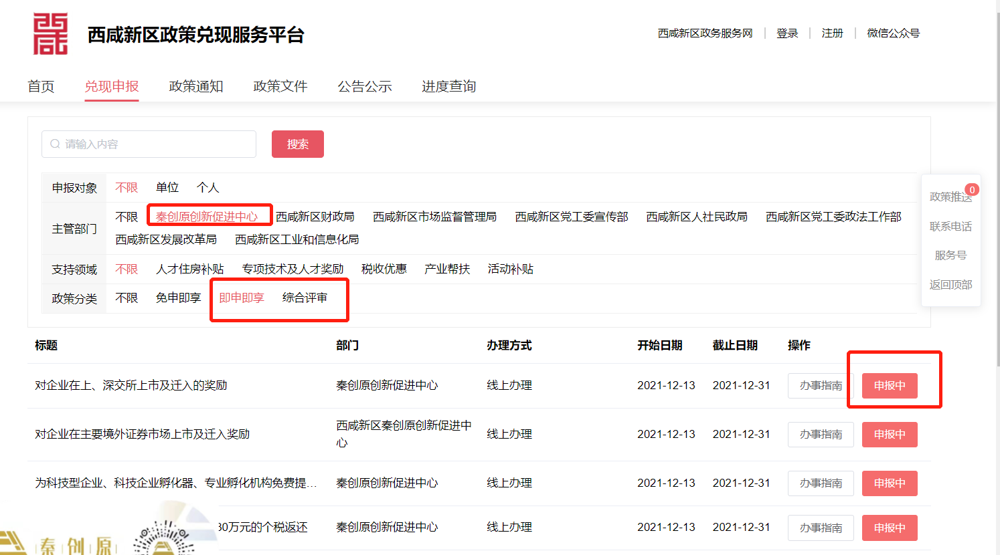 西咸新区政策兑现服务平台
西咸新区政务服务网 | 登录 | 注册 | 微信公众号
首页 兑现申报 政策通知 政策文件 公告公示 进度查询
请输入内容 搜索
申报对象 不限 单位 个人
主管部门 不限 秦创原创新促进中心 西咸新区财政局 西咸新区市场监督管理局 西咸新区党工委宣传部 西咸新区人社民政局 西咸新区党工委政法工作部
西咸新区发展改革局 西咸新区工业和信息化局
支持领域 不限 人才住房补贴 专项技术及人才奖励 税收优惠 产业帮扶 活动补贴
政策分类 不限 免申即享 即申即享 综合评审
政策推送 0
联系电话
服务号
返回顶部
标题 部门 办理方式 开始日期 截止日期 操作
对企业在上、深交所上市及迁入的奖励 秦创原创新促进中心 线上办理 2021-12-13 2021-12-31 办事指南 申报中
对企业在主要境外证券市场上市及迁入奖励 西咸新区秦创原创新促进中 线上办理 2021-12-13 2021-12-31 办事指南 申报中
心
为科技型企业、科技企业孵化器、专业孵化机构免费提... 秦创原创新促进中心 线上办理 2021-12-13 2021-12-31 办事指南 申报中
30万元的个税返还 秦创原创新促进中心 线上办理 2021-12-13 2021-12-31 办事指南 申报中
秦创原